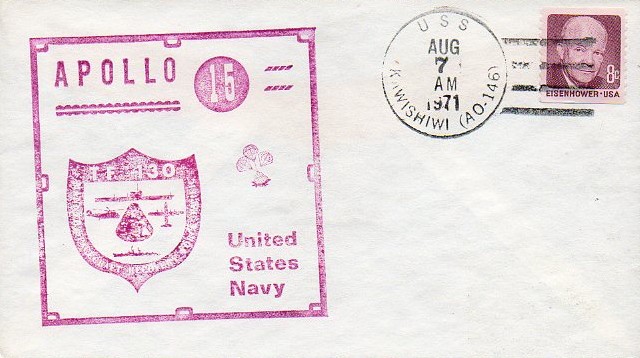 APOLLO 15
TF 130
United
States
Navy
USS
AUG
7
AM
1971
KAWISHIWI (AO-146)
8c
EISENHOWER·USA